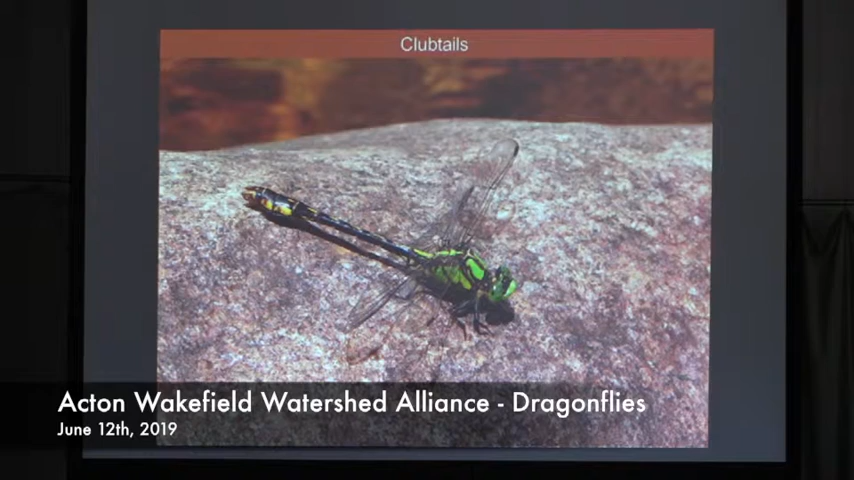 Clubtails
Acton Wakefield Watershed Alliance - Dragonflies
June 12th, 2019